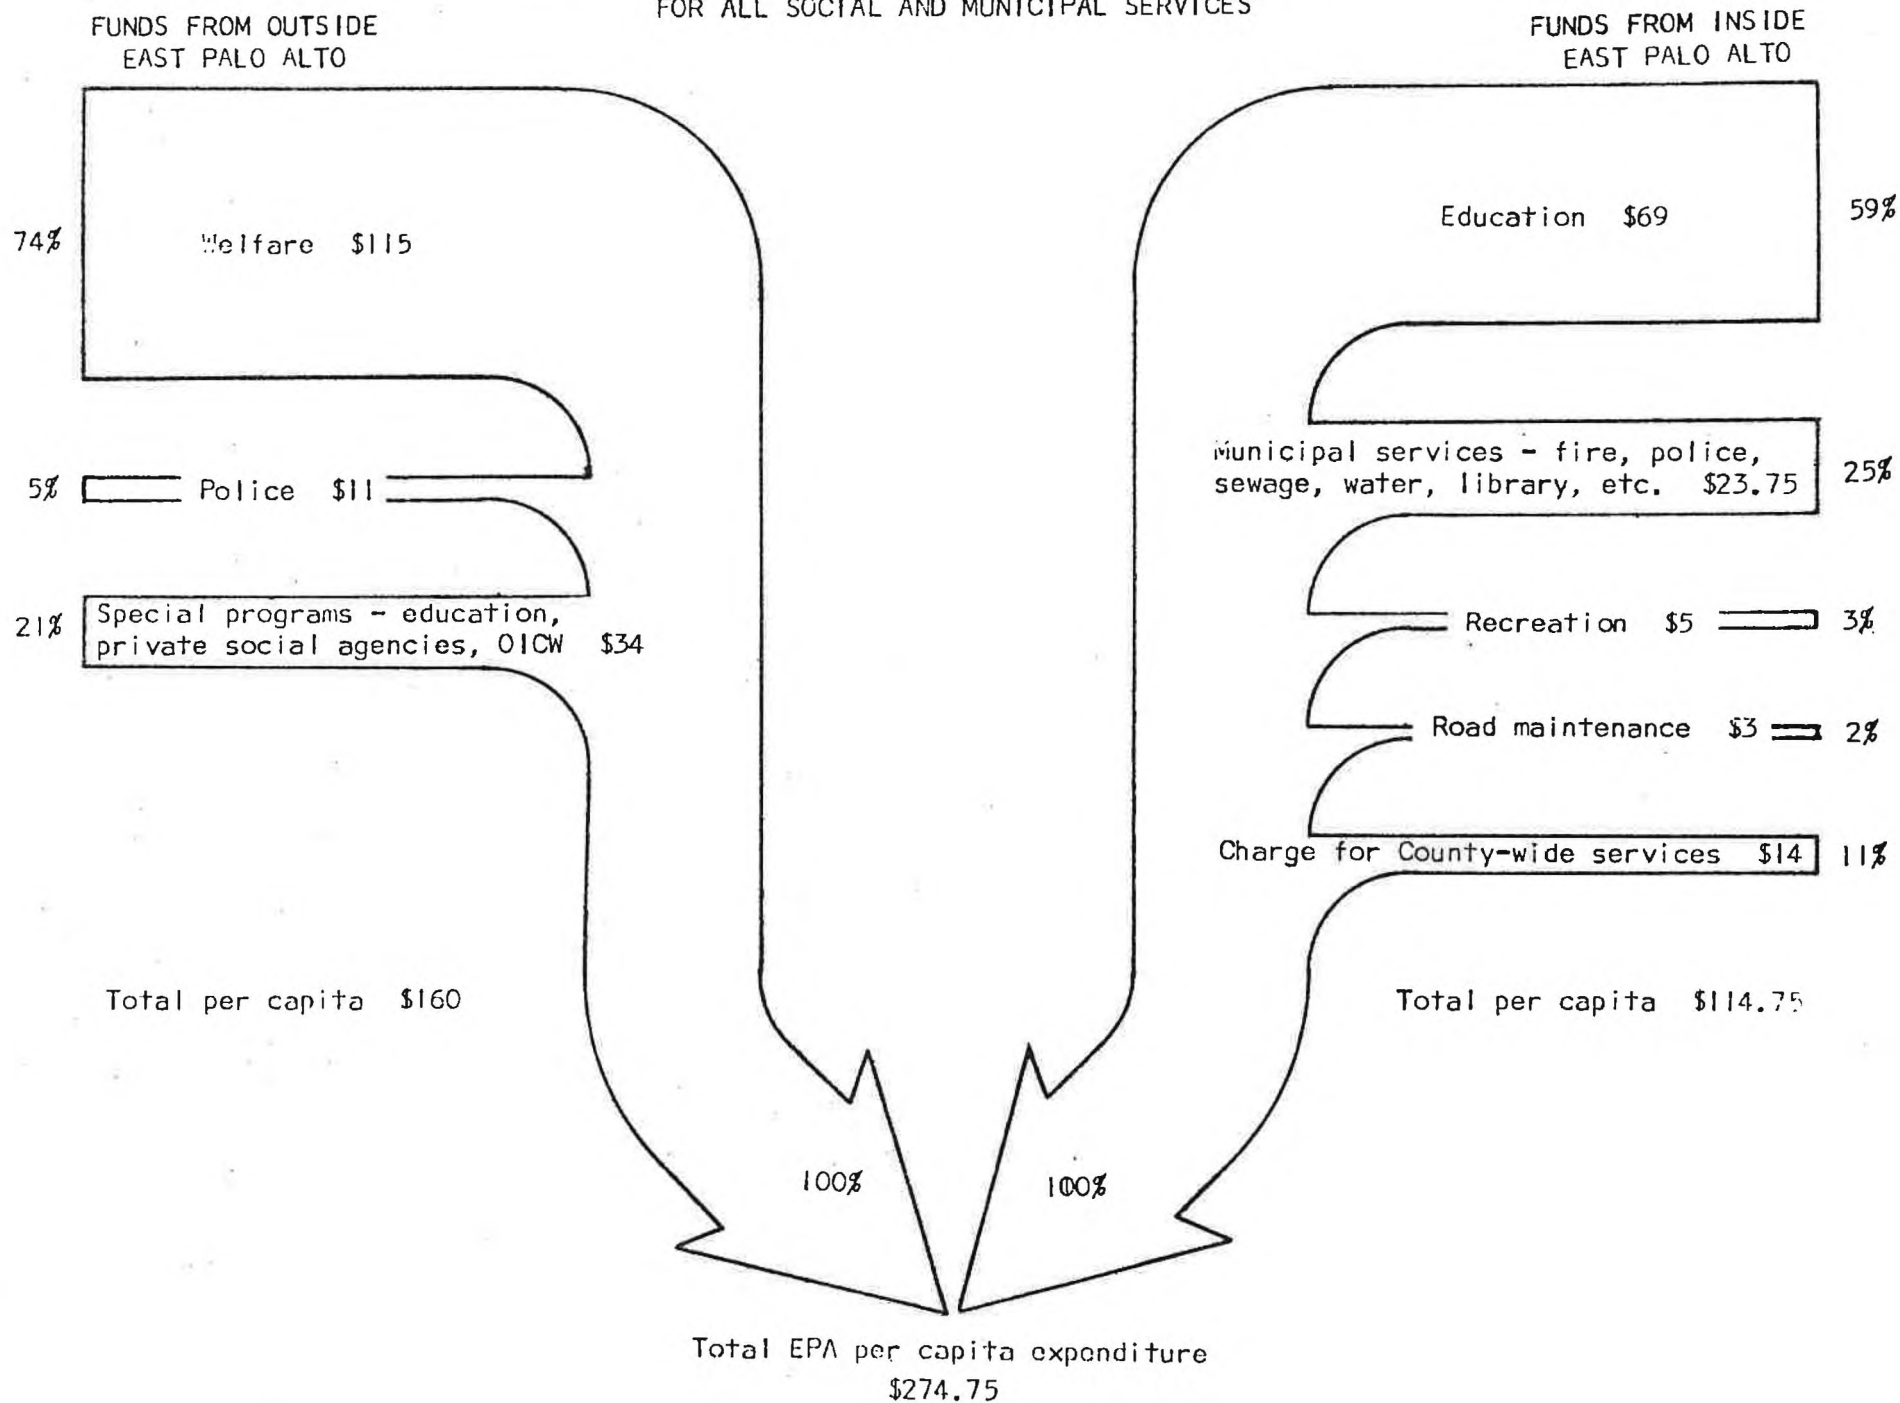 FOR ALL SOCIAL AND MUNICIPAL SERVICES
FUNDS FROM OUTSIDE
EAST PALO ALTO
74%
Welfare $115
5%
Police $11
21%
Special programs - education,
private social agencies, OICW $34
Total per capita $160
100%
FUNDS FROM INSIDE
EAST PALO ALTO
Education $69
59%
Municipal services - fire, police,
sewage, water, library, etc. $23.75
25%
Recreation $5
3%
Road maintenance $3
2%
Charge for County-wide services $14
11%
Total per capita $114.75
100%
Total EPA per capita expenditure
$274.75